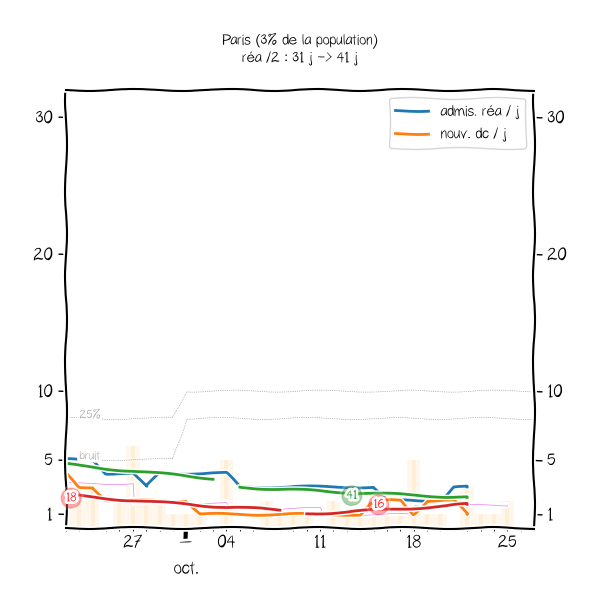 Paris (3% de la population)
réa /2 : 31 j -> 41 j
admis. réa / j
nouv. dc / j
30 30
20 20
10 10
25%
bruit
5 5
41
18
16
1 1
27 04 11 18 25
oct.